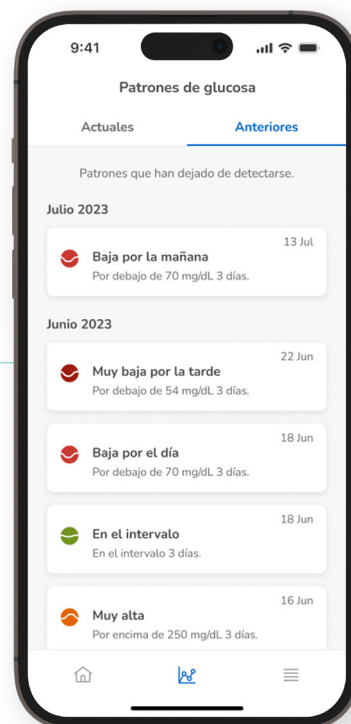 9:41
Patrones de glucosa
Actuales
Anteriores
Patrones que han dejado de detectarse.
Julio 2023
13 Jul
Baja por la mañana
Por debajo de 70 mg/dL 3 días.
Junio 2023
22 Jun
Muy baja por la tarde
Por debajo de 54 mg/dL 3 días.
18 Jun
Baja por el día
Por debajo de 70 mg/dL 3 días.
18 Jun
En el intervalo
En el intervalo 3 días.
16 Jun
Muy alta
Por encima de 250 mg/dL 3 días.